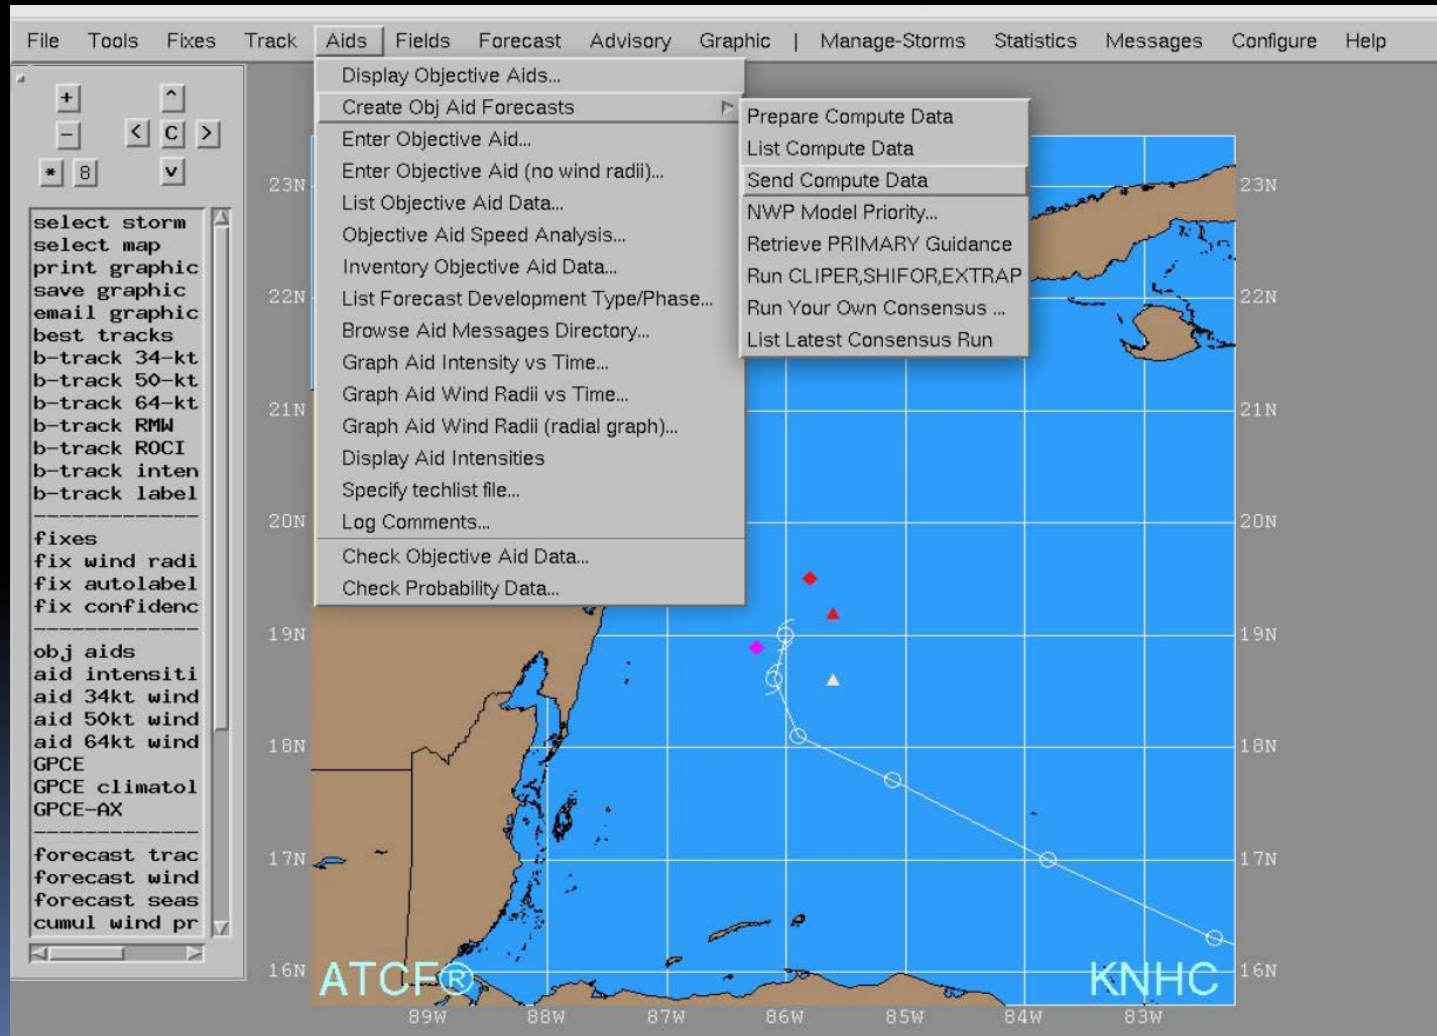 File Tools Fixes Track Aids Fields Forecast Advisory Graphic | Manage-Storms Statistics Messages Configure Help
+ ^
- < C >
* 8 v
select storm
select map
print graphic
save graphic
email graphic
best tracks
b-track 34-kt
b-track 50-kt
b-track 64-kt
b-track RMW
b-track ROCI
b-track inten
b-track label
-------------
fixes
fix wind radi
fix autolabel
fix confidenc
-------------
obj aids
aid intensiti
aid 34kt wind
aid 50kt wind
aid 64kt wind
GPCE
GPCE climatol
GPCE-AX
-------------
forecast trac
forecast wind
forecast seas
cumul wind pr
Display Objective Aids...
Create Obj Aid Forecasts
Enter Objective Aid...
Enter Objective Aid (no wind radii)...
List Objective Aid Data...
Objective Aid Speed Analysis...
Inventory Objective Aid Data...
List Forecast Development Type/Phase...
Browse Aid Messages Directory...
Graph Aid Intensity vs Time...
Graph Aid Wind Radii vs Time...
Graph Aid Wind Radii (radial graph)...
Display Aid Intensities
Specify techlist file...
Log Comments...
Check Objective Aid Data...
Check Probability Data...
Prepare Compute Data
List Compute Data
Send Compute Data
NWP Model Priority...
Retrieve PRIMARY Guidance
Run CLIPER,SHIFOR,EXTRAP
Run Your Own Consensus ...
List Latest Consensus Run
23N 23N
22N 22N
21N 21N
20N 20N
19N 19N
18N 18N
17N 17N
16N 16N
ATCF® KNHC
89W 88W 87W 86W 85W 84W 83W